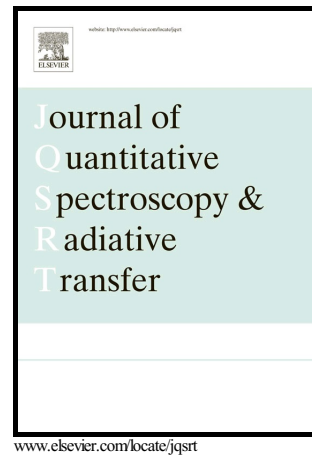 website: http://www.elsevier.com/locate/jqsrt
ELSEVIER
Journal of
Quantitative
Spectroscopy &
Radiative
Transfer
www.elsevier.com/locate/jqsrt